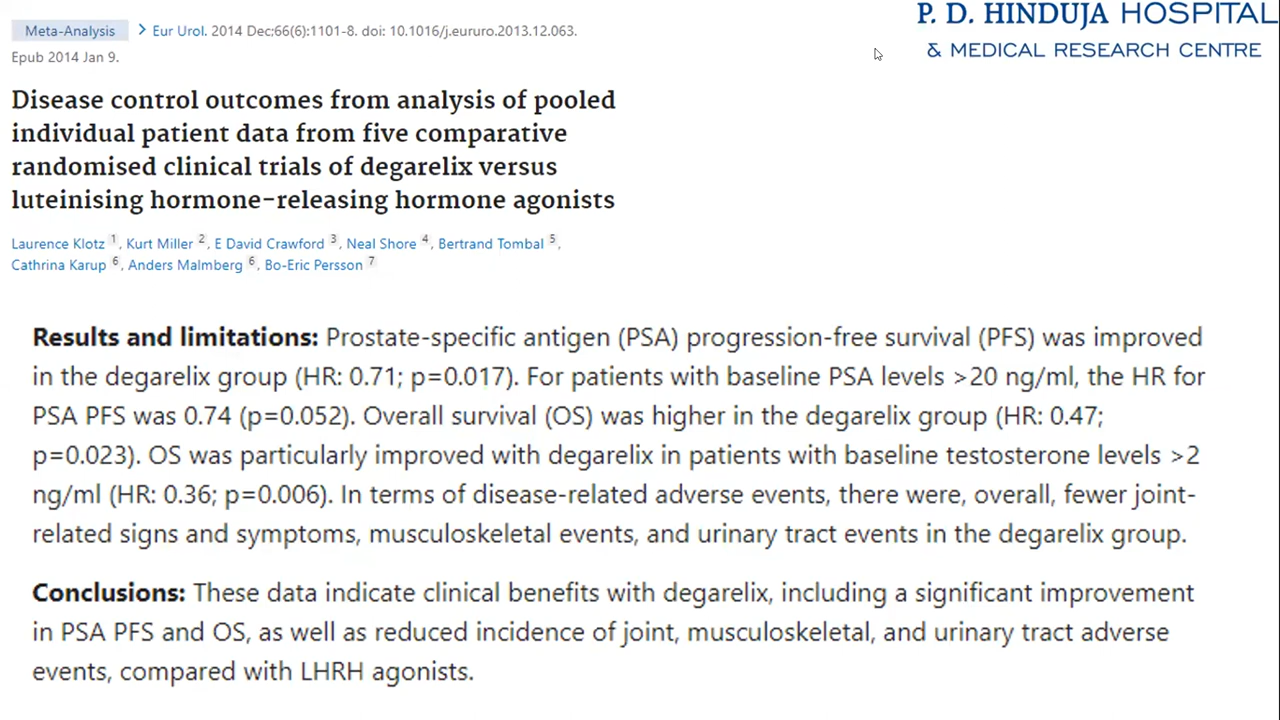 Meta-Analysis > Eur Urol. 2014 Dec;66(6):1101-8. doi: 10.1016/j.eururo.2013.12.063.
Epub 2014 Jan 9.
P. D. HINDUJA HOSPITAL
& MEDICAL RESEARCH CENTRE
Disease control outcomes from analysis of pooled
individual patient data from five comparative
randomised clinical trials of degarelix versus
luteinising hormone-releasing hormone agonists
Laurence Klotz 1, Kurt Miller 2, E David Crawford 3, Neal Shore 4, Bertrand Tombal 5,
Cathrina Karup 6, Anders Malmberg 6, Bo-Eric Persson 7
Results and limitations: Prostate-specific antigen (PSA) progression-free survival (PFS) was improved
in the degarelix group (HR: 0.71; p=0.017). For patients with baseline PSA levels >20 ng/ml, the HR for
PSA PFS was 0.74 (p=0.052). Overall survival (OS) was higher in the degarelix group (HR: 0.47;
p=0.023). OS was particularly improved with degarelix in patients with baseline testosterone levels >2
ng/ml (HR: 0.36; p=0.006). In terms of disease-related adverse events, there were, overall, fewer joint-
related signs and symptoms, musculoskeletal events, and urinary tract events in the degarelix group.
Conclusions: These data indicate clinical benefits with degarelix, including a significant improvement
in PSA PFS and OS, as well as reduced incidence of joint, musculoskeletal, and urinary tract adverse
events, compared with LHRH agonists.